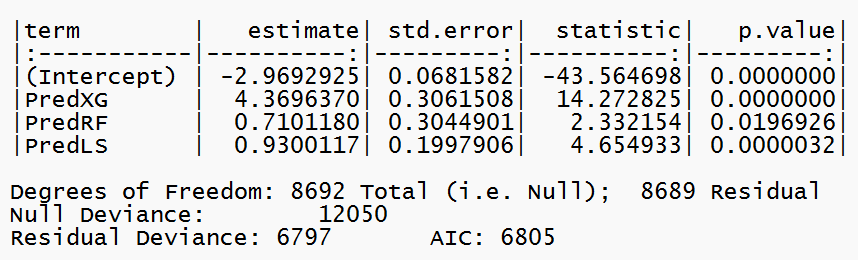 |term       |   estimate| std.error|  statistic|   p.value|
|:-----------|----------:|---------:|----------:|---------:|
|(Intercept) | -2.9692925| 0.0681582| -43.564698| 0.0000000|
|PredXG      |  4.3696370| 0.3061508|  14.272825| 0.0000000|
|PredRF      |  0.7101180| 0.3044901|   2.332154| 0.0196926|
|PredLS      |  0.9300117| 0.1997906|   4.654933| 0.0000032|
Degrees of Freedom: 8692 Total (i.e. Null);  8689 Residual
Null Deviance:       12050
Residual Deviance: 6797      AIC: 6805